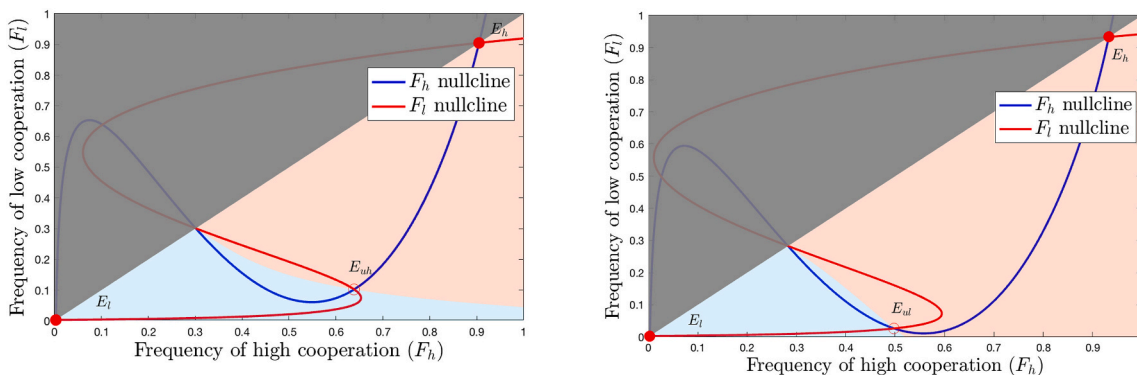 Frequency of low cooperation (F_l)
1
0.9
0.8
0.7
0.6
0.5
0.4
0.3
0.2
0.1
0
E_h
F_h nullcline
F_l nullcline
E_uh
E_l
0 0.1 0.2 0.3 0.4 0.5 0.6 0.7 0.8 0.9 1
Frequency of high cooperation (F_h)
Frequency of low cooperation (F_l)
1
0.9
0.8
0.7
0.6
0.5
0.4
0.3
0.2
0.1
0
E_h
F_h nullcline
F_l nullcline
E_ul
E_l
0 0.1 0.2 0.3 0.4 0.5 0.6 0.7 0.8 0.9
Frequency of high cooperation (F_h)